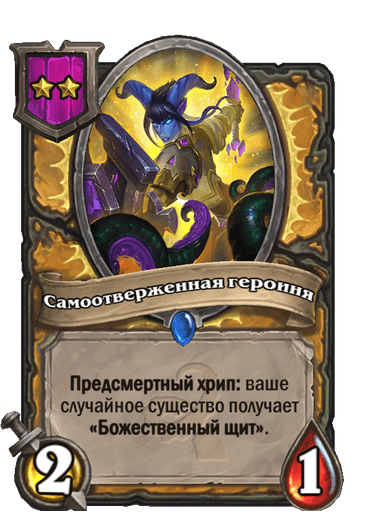 Самоотверженная героиня
Предсмертный хрип: ваше
случайное существо получает
«Божественный щит».
2
1